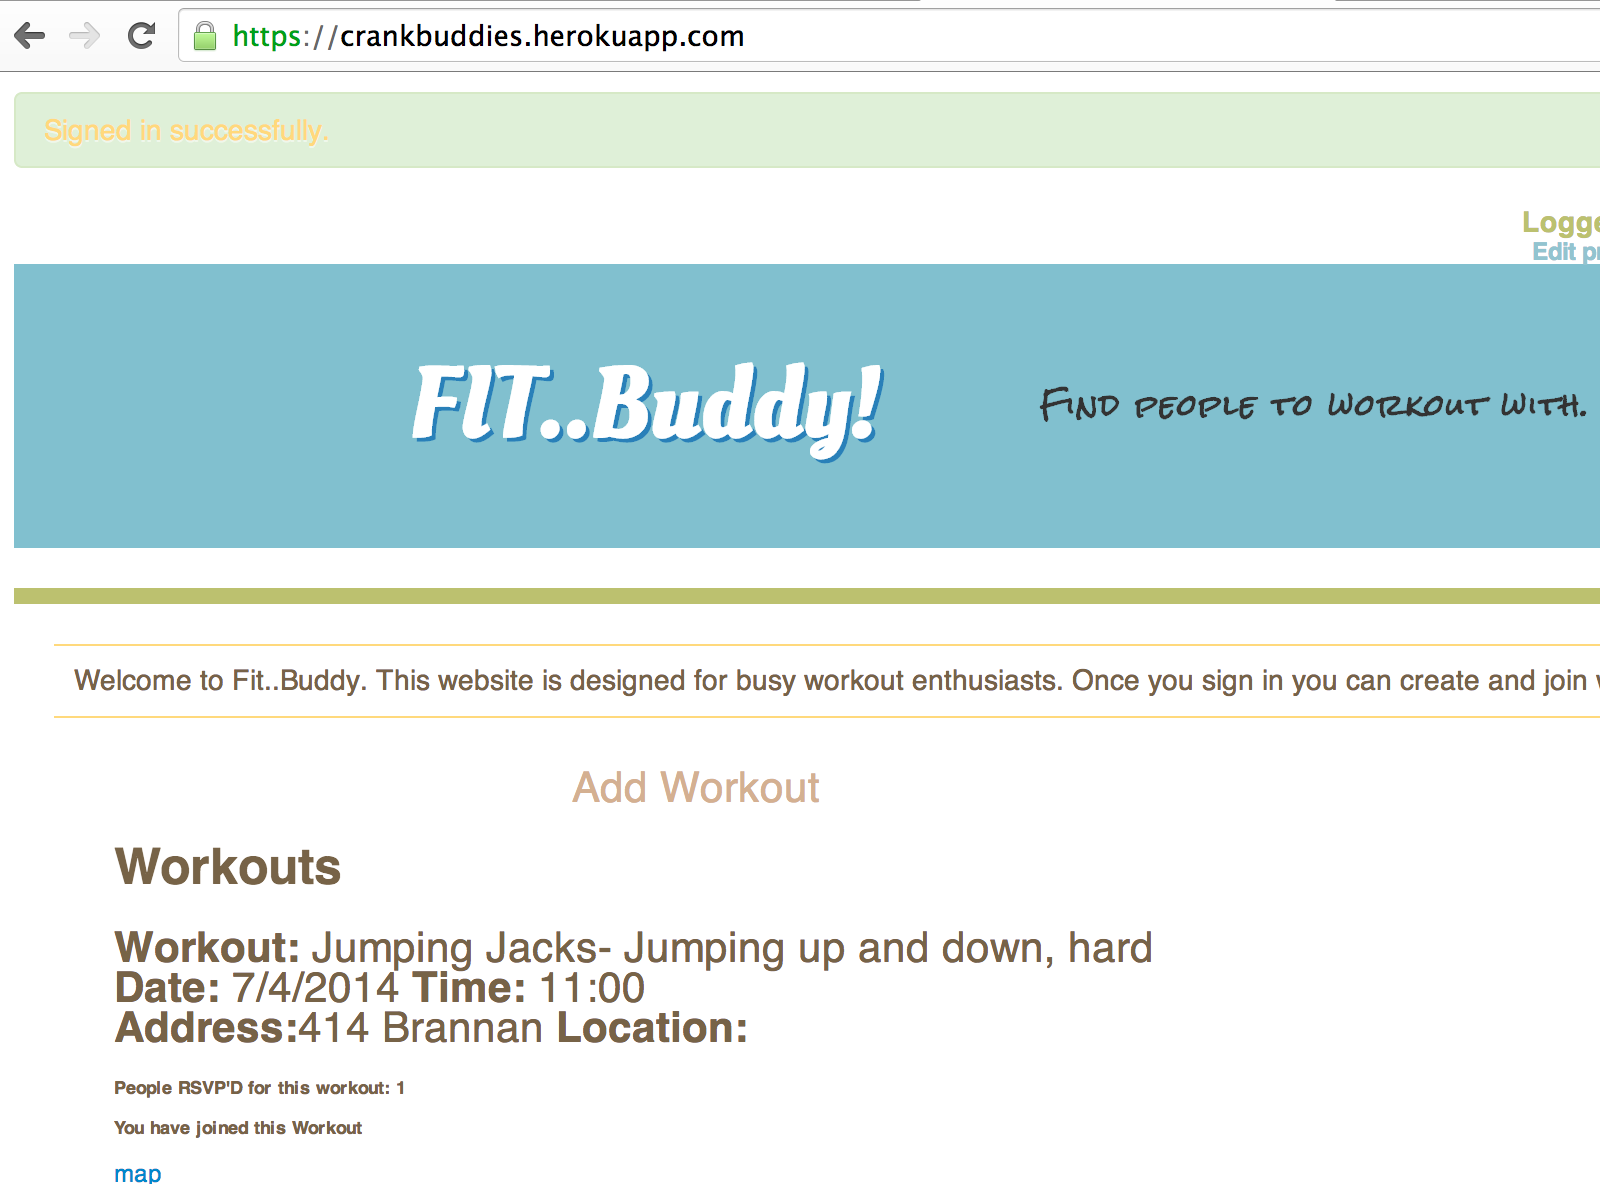 https://crankbuddies.herokuapp.com
Signed in successfully.
Logge
Edit pr
FIT..Buddy!
Find people to workout with.
Welcome to Fit..Buddy. This website is designed for busy workout enthusiasts. Once you sign in you can create and join
Add Workout
Workouts
Workout: Jumping Jacks- Jumping up and down, hard
Date: 7/4/2014 Time: 11:00
Address:414 Brannan Location:
People RSVP'D for this workout: 1
You have joined this Workout
map